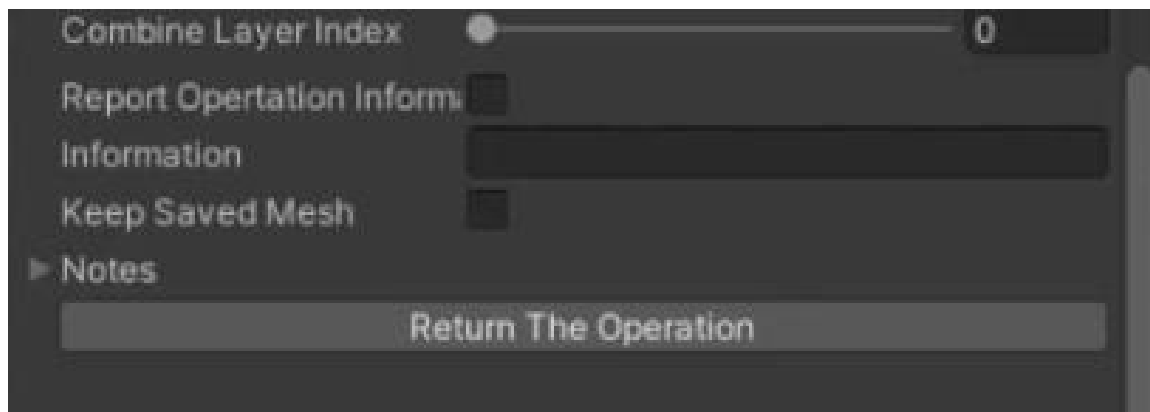 Combine Layer Index 0
Report Opertation Inform
Information
Keep Saved Mesh
Notes
Return The Operation